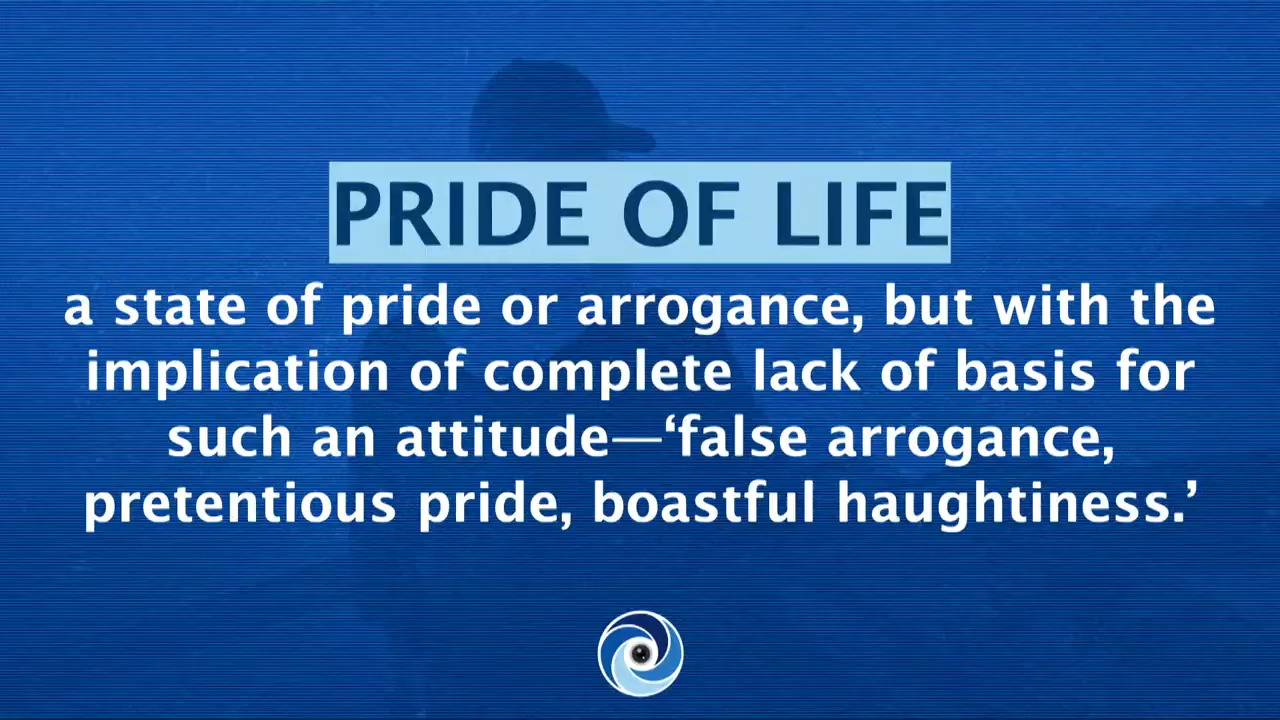 PRIDE OF LIFE
a state of pride or arrogance, but with the
implication of complete lack of basis for
such an attitude—‘false arrogance,
pretentious pride, boastful haughtiness.’